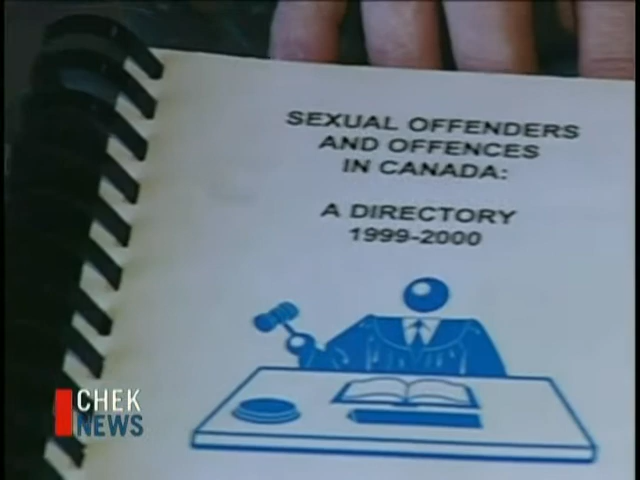 SEXUAL OFFENDERS
AND OFFENCES
IN CANADA:
A DIRECTORY
1999-2000
CHEK
NEWS